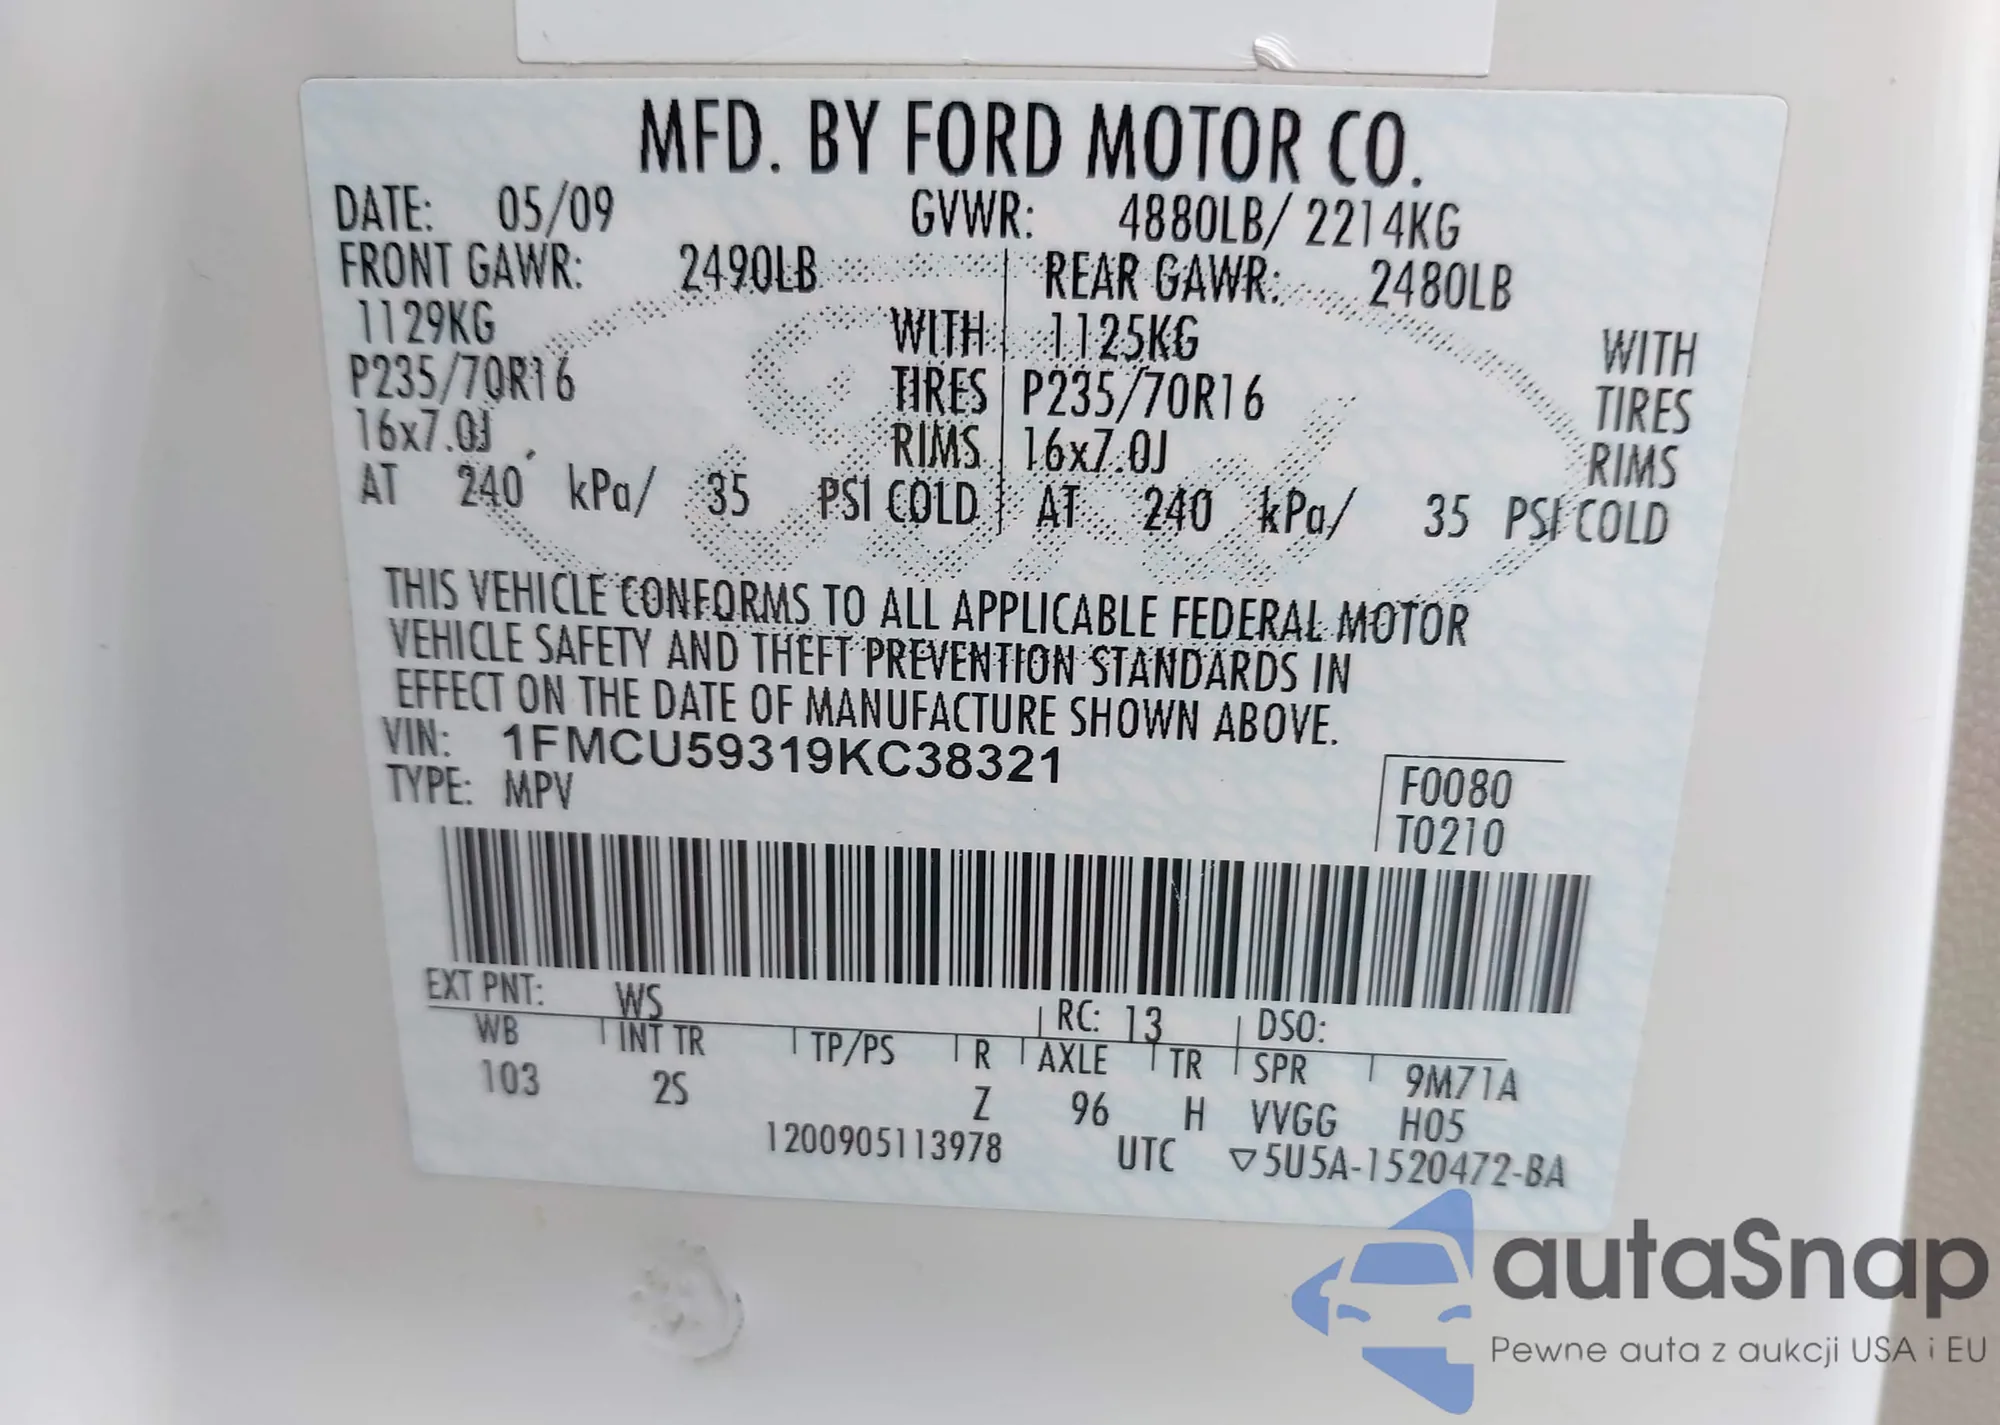 MFD. BY FORD MOTOR CO.
DATE: 05/09 GVWR: 4880LB/ 2214KG
FRONT GAWR: 2490LB REAR GAWR: 2480LB
1129KG WITH 1125KG WITH
P235/70R16 TIRES P235/70R16 TIRES
16x7.0J RIMS 16x7.0J RIMS
AT 240 kPa/ 35 PSI COLD AT 240 kPa/ 35 PSI COLD
THIS VEHICLE CONFORMS TO ALL APPLICABLE FEDERAL MOTOR
VEHICLE SAFETY AND THEFT PREVENTION STANDARDS IN
EFFECT ON THE DATE OF MANUFACTURE SHOWN ABOVE.
VIN: 1FMCU59319KC38321
TYPE: MPV
F0080
T0210
EXT PNT: WS RC: 13 DSO:
WB INT TR TP/PS R AXLE TR SPR 9M71A
103 2S Z 96 H VVGG H05
1200905113978 UTC ▽5U5A-1520472-BA
Ford
autaSnap
Pewne auta z aukcji USA i EU